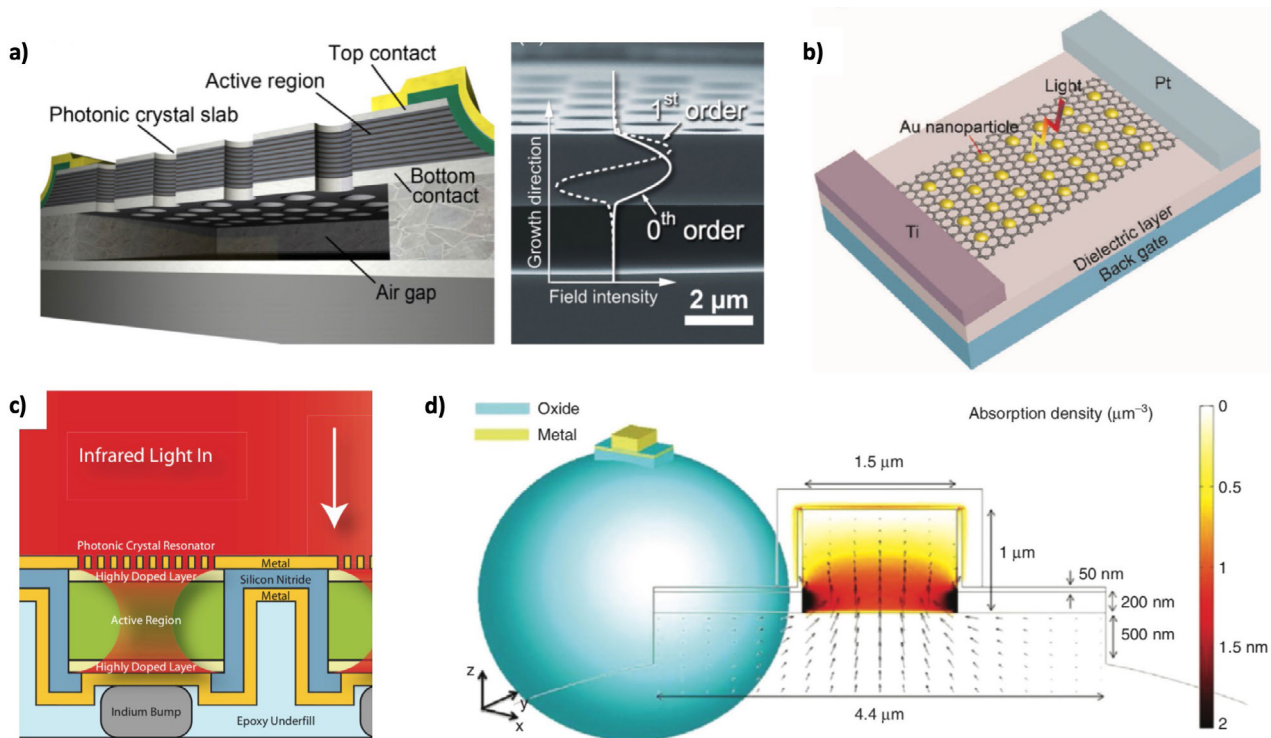 a)
Top contact
Active region
Photonic crystal slab
Bottom
contact
Air gap
Growth direction
1st order
0th order
Field intensity
2 μm
b)
Light
Pt
Au nanoparticle
Ti
Dielectric layer
Back gate
c)
Infrared Light In
Photonic Crystal Resonator
Metal
Highly Doped Layer
Silicon Nitride
Metal
Active Region
Highly Doped Layer
Indium Bump
Epoxy Underfill
d)
Oxide
Metal
Absorption density (μm⁻³)
0
1.5 μm
0.5
1 μm
50 nm
1
200 nm
500 nm
1.5 nm
z
y
x
4.4 μm
2